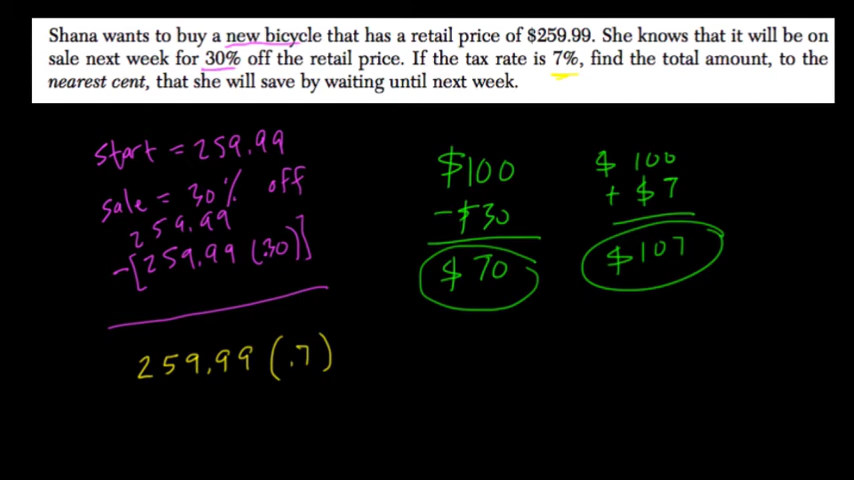 Shana wants to buy a new bicycle that has a retail price of $259.99. She knows that it will be on
sale next week for 30% off the retail price. If the tax rate is 7%, find the total amount, to the
nearest cent, that she will save by waiting until next week.
start = 259.99
sale = 30% off
259.99
-[259.99 (.30)]
259.99 (.7)
$100
-$30
$70
$ 100
+ $7
$107